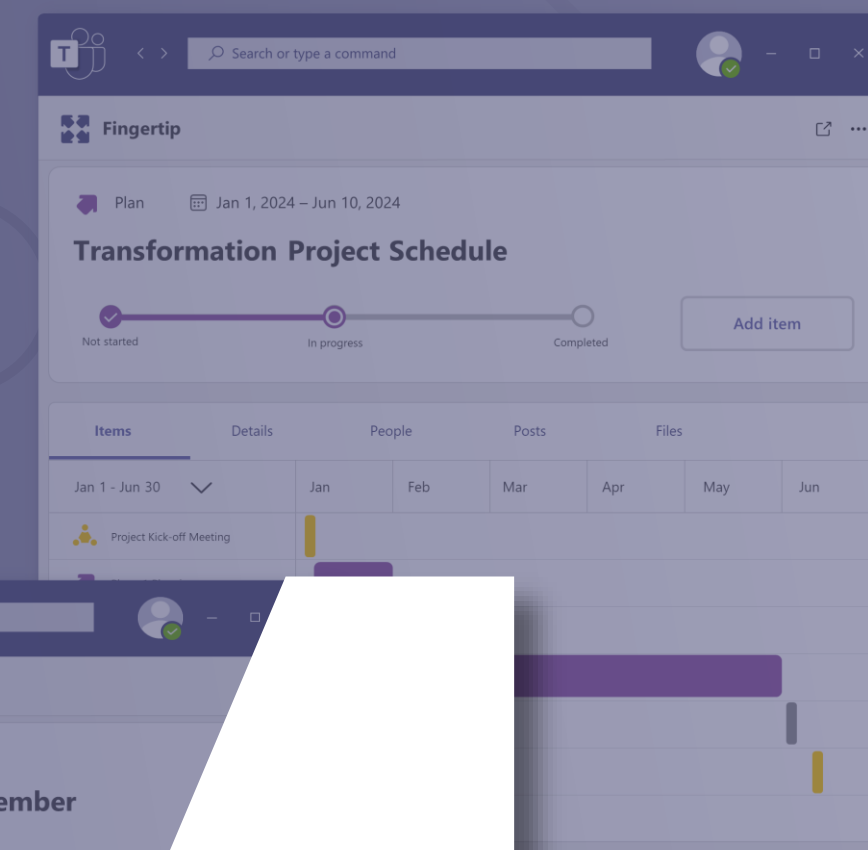 T
Search or type a command
Fingertip
Plan
Jan 1, 2024 – Jun 10, 2024
Transformation Project Schedule
Not started
In progress
Completed
Add item
Items Details People Posts Files
Jan 1 - Jun 30 Jan Feb Mar Apr May Jun
Project Kick-off Meeting
ember